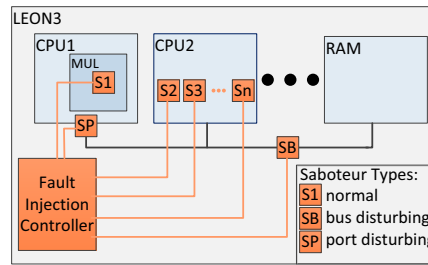 LEON3
CPU1
MUL
S1
CPU2
S2 S3 ... Sn
RAM
SP
SB
Fault
Injection
Controller
Saboteur Types:
S1 normal
SB bus disturbing
SP port disturbing